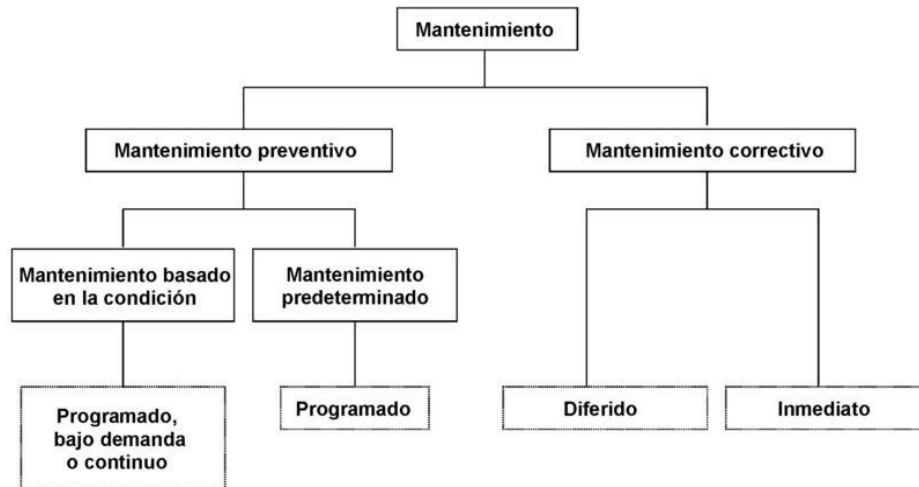 Mantenimiento
Mantenimiento preventivo
Mantenimiento correctivo
Mantenimiento basado
en la condición
Mantenimiento
predeterminado
Programado,
bajo demanda
o continuo
Programado
Diferido
Inmediato